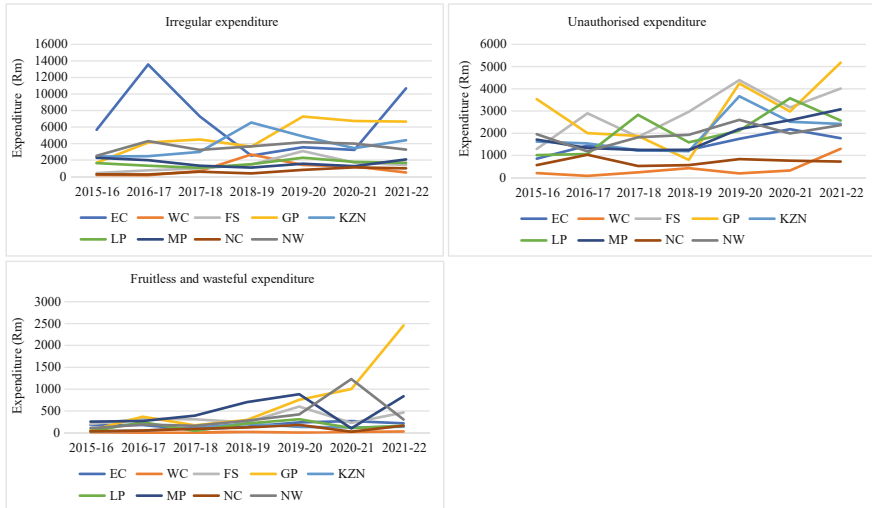 Irregular expenditure
Expenditure (Rm)
16000
14000
12000
10000
8000
6000
4000
2000
0
2015-16 2016-17 2017-18 2018-19 2019-20 2020-21 2021-22
EC WC FS GP KZN
LP MP NC NW
Unauthorised expenditure
Expenditure (Rm)
6000
5000
4000
3000
2000
1000
0
2015-16 2016-17 2017-18 2018-19 2019-20 2020-21 2021-22
EC WC FS GP KZN
LP MP NC NW
Fruitless and wasteful expenditure
Expenditure (Rm)
3000
2500
2000
1500
1000
500
0
2015-16 2016-17 2017-18 2018-19 2019-20 2020-21 2021-22
EC WC FS GP KZN
LP MP NC NW